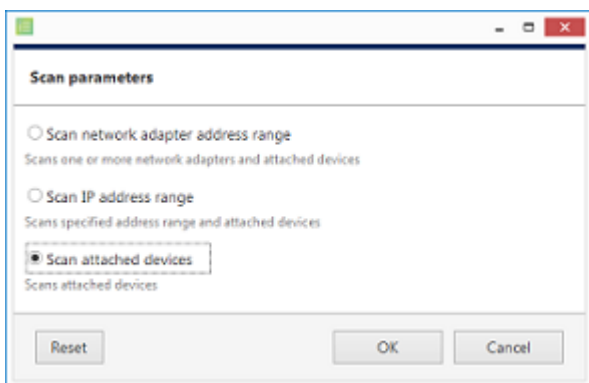 Scan parameters
Scan network adapter address range
Scans one or more network adapters and attached devices
Scan IP address range
Scans specified address range and attached devices
Scan attached devices
Scans attached devices
Reset OK Cancel